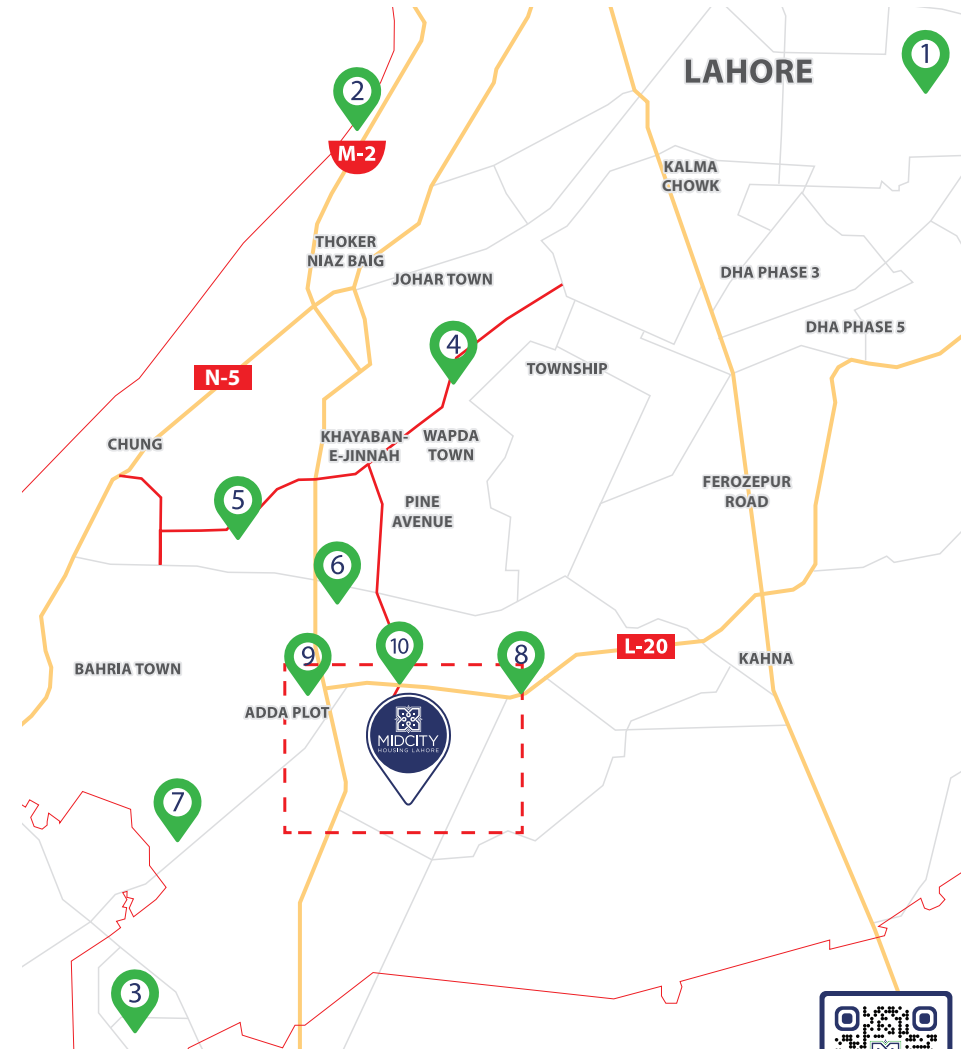 1
LAHORE
2
M-2
KALMA
CHOWK
THOKER
NIAZ BAIG
JOHAR TOWN
DHA PHASE 3
DHA PHASE 5
4
TOWNSHIP
N-5
CHUNG
KHAYABAN-
E-JINNAH
WAPDA
TOWN
5
PINE
AVENUE
FEROZEPUR
ROAD
6
9
10
8
L-20
KAHNA
BAHRIA TOWN
ADDA PLOT
MIDCITY
HOUSING LAHORE
7
3